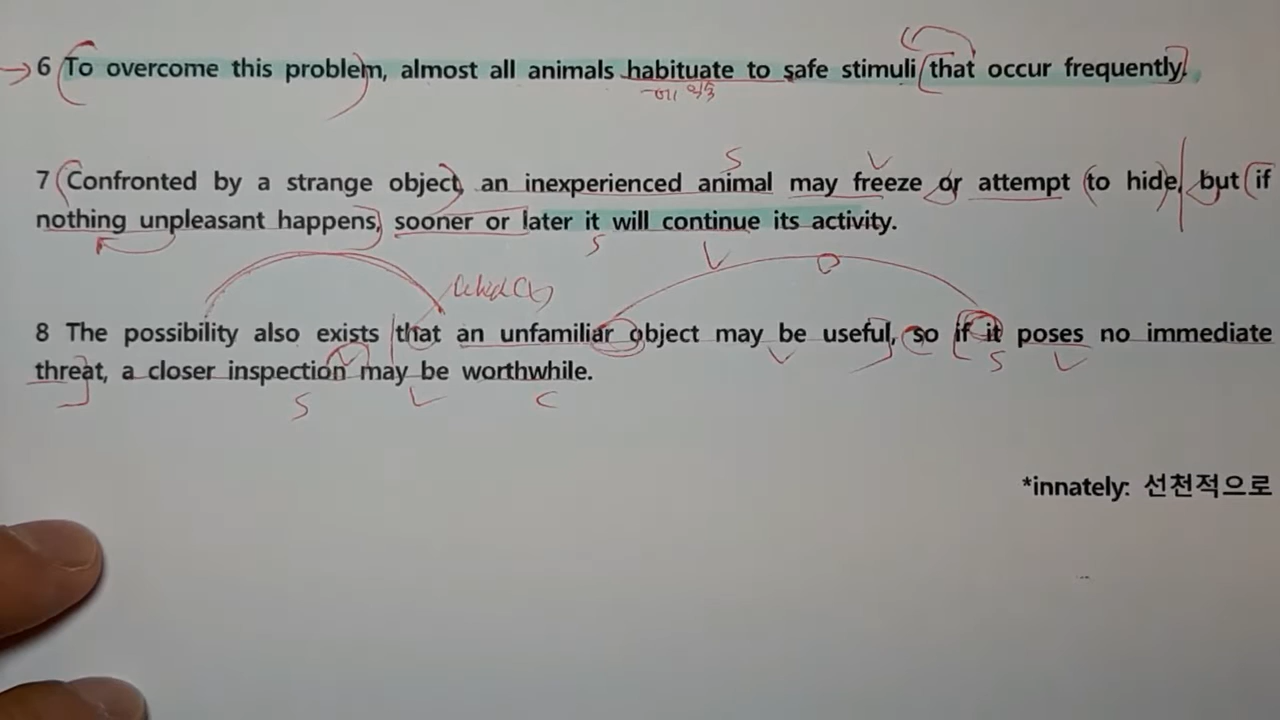 6 To overcome this problem, almost all animals habituate to safe stimuli that occur frequently.
~에 익숙
7 Confronted by a strange object, an inexperienced animal may freeze or attempt to hide, but if
nothing unpleasant happens, sooner or later it will continue its activity.
S V
S V
8 The possibility also exists that an unfamiliar object may be useful, so if it poses no immediate
threat, a closer inspection may be worthwhile.
V S V
S V C
*innately: 선천적으로